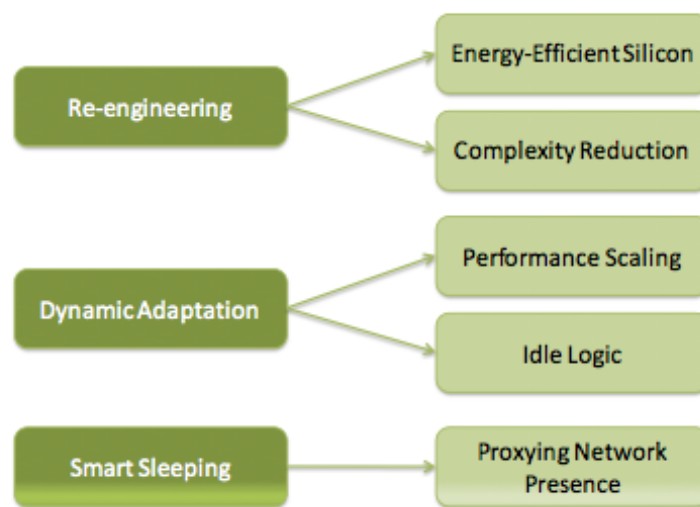 Energy-Efficient Silicon
Re-engineering
Complexity Reduction
Performance Scaling
Dynamic Adaptation
Idle Logic
Smart Sleeping
Proxying Network
Presence